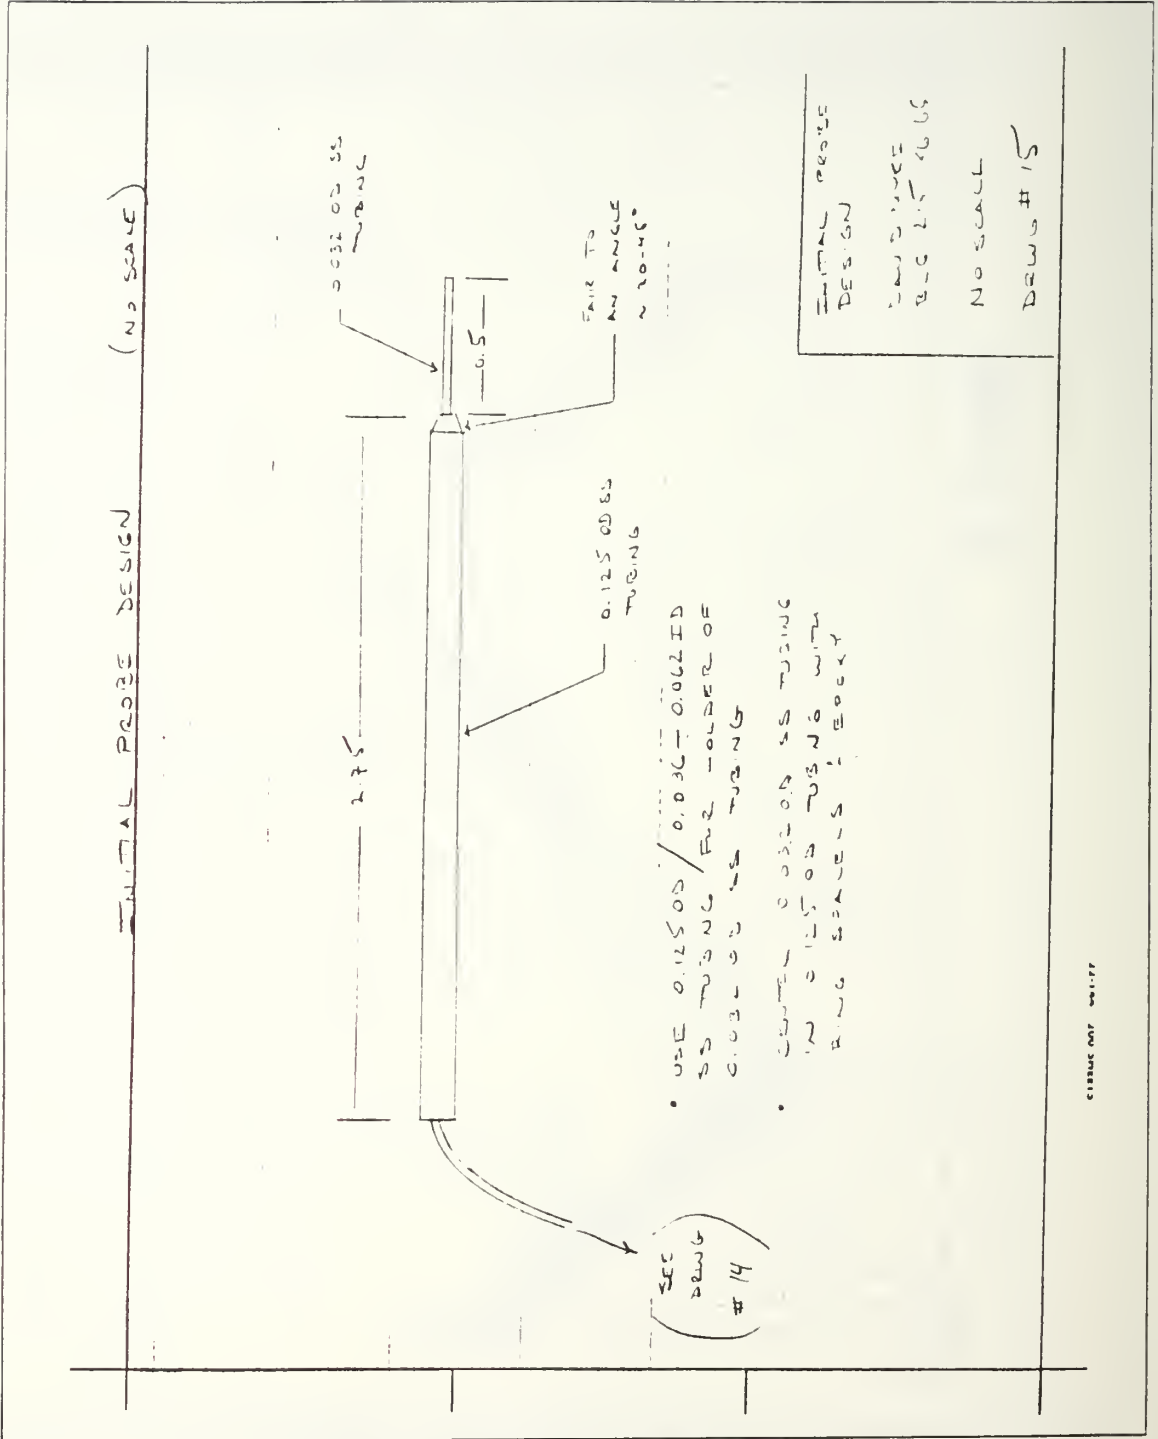 INITIAL PROBE DESIGN (NO SCALE)
0.032 OD SS
TUBING
2.75
0.5
FAIR TO
AN ANGLE
~ 20-45°
0.125 OD SS
TUBING
SEE
DRWG
# 14
• USE 0.125 OD / 0.036-0.062 ID
SS TUBING FOR HOLDER OF
0.032 OD SS TUBING
• CENTER 0.032 OD SS TUBING
IN 0.125 OD TUBING WITH
RING & EPOXY
INITIAL PROBE
DESIGN
BLG 215
NO SCALE
DRWG # 15